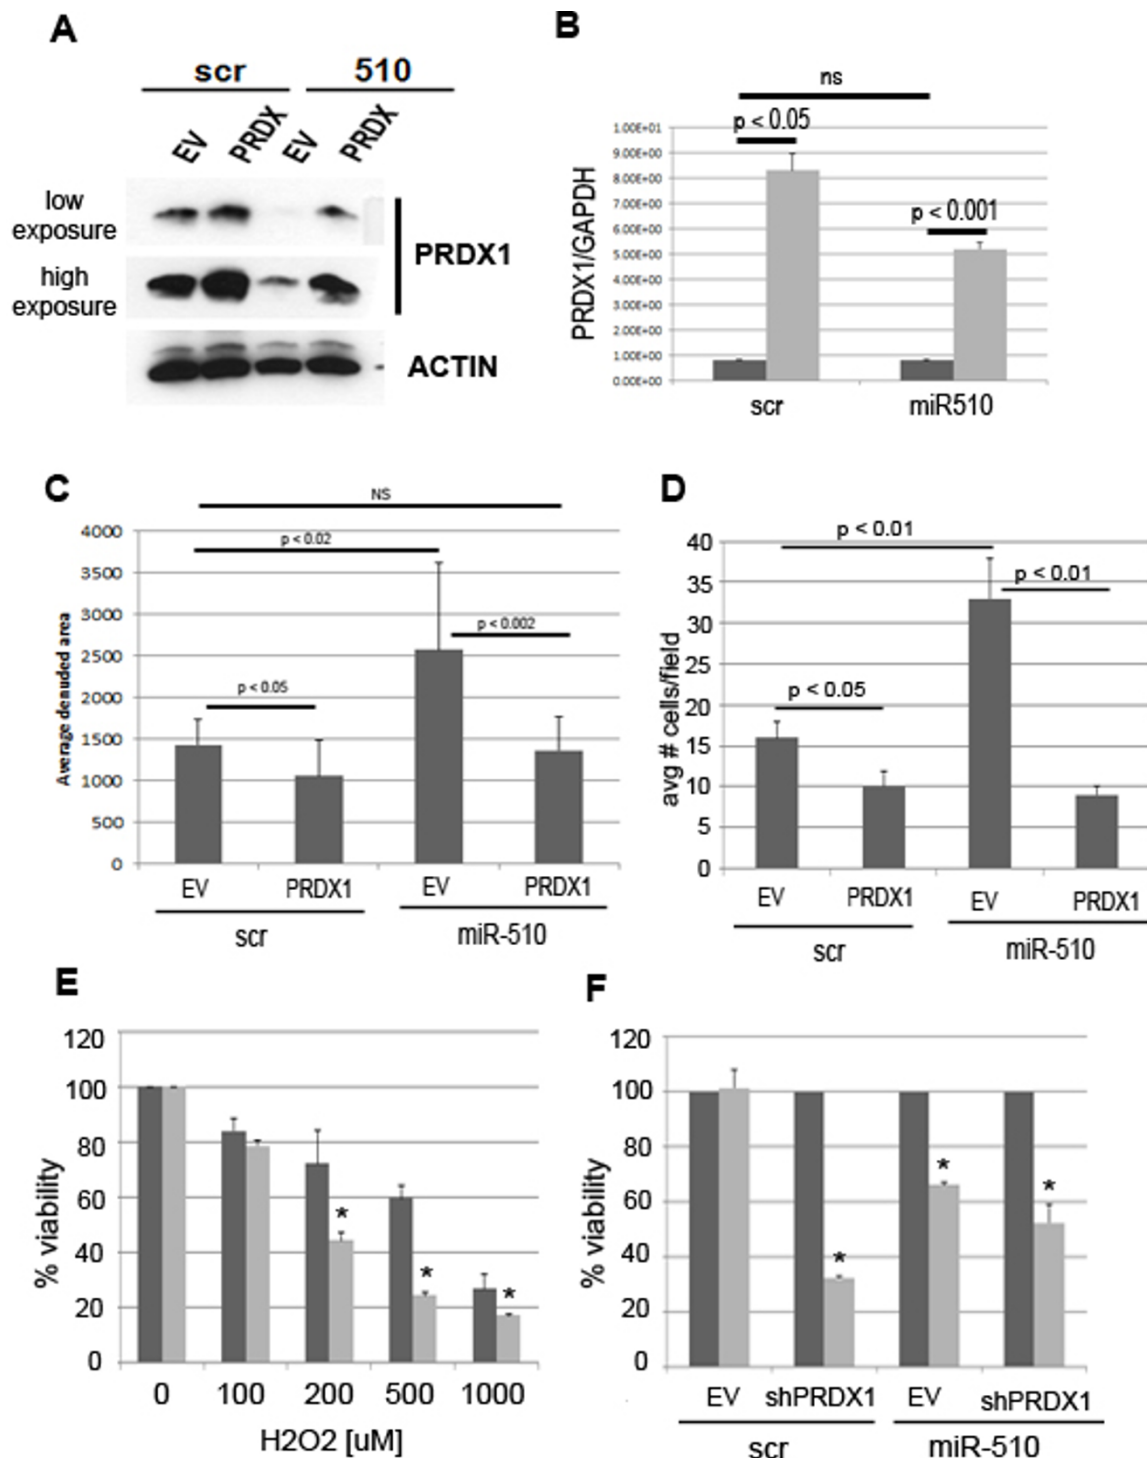 A
scr 510
EV PRDX EV PRDX
low
exposure
high
exposure
PRDX1
ACTIN
B
ns
p < 0.05
p < 0.001
PRDX1/GAPDH
1.00E+01
9.00E+00
8.00E+00
7.00E+00
6.00E+00
5.00E+00
4.00E+00
3.00E+00
2.00E+00
1.00E+00
0.00E+00
scr miR510
C
NS
p < 0.02
p < 0.002
p < 0.05
Average denuded area
4000
3500
3000
2500
2000
1500
1000
500
0
EV PRDX1 EV PRDX1
scr miR-510
D
p < 0.01
p < 0.01
p < 0.05
avg # cells/field
40
35
30
25
20
15
10
5
0
EV PRDX1 EV PRDX1
scr miR-510
E
% viability
120
100
80
60
40
20
0
* * *
0 100 200 500 1000
H2O2 [uM]
F
% viability
120
100
80
60
40
20
0
* * *
EV shPRDX1 EV shPRDX1
scr miR-510